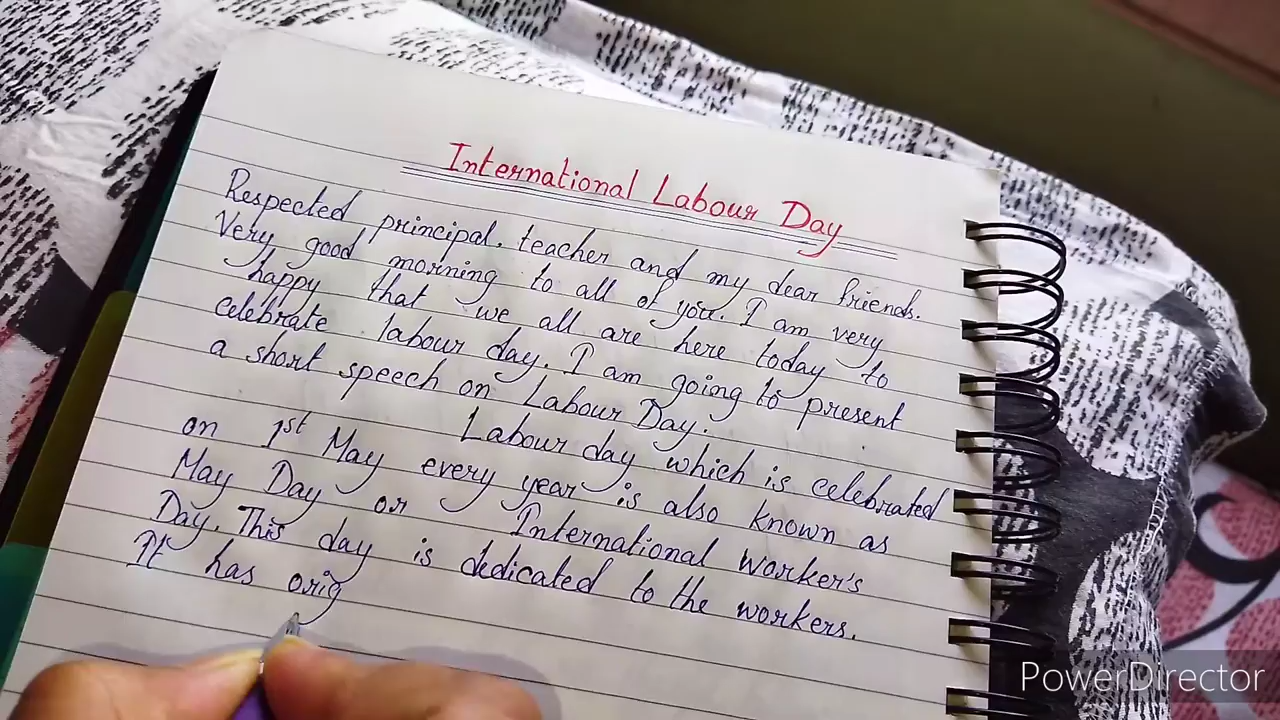 International Labour Day
Respected principal, teacher and my dear friends.
Very good morning to all of you. I am very
happy that we all are here today to
celebrate labour day. I am going to present
a short speech on Labour Day.
Labour day which is celebrated
on 1st May every year is also known as
May Day or International Worker's
Day. This day is dedicated to the workers.
It has orig
PowerDirector